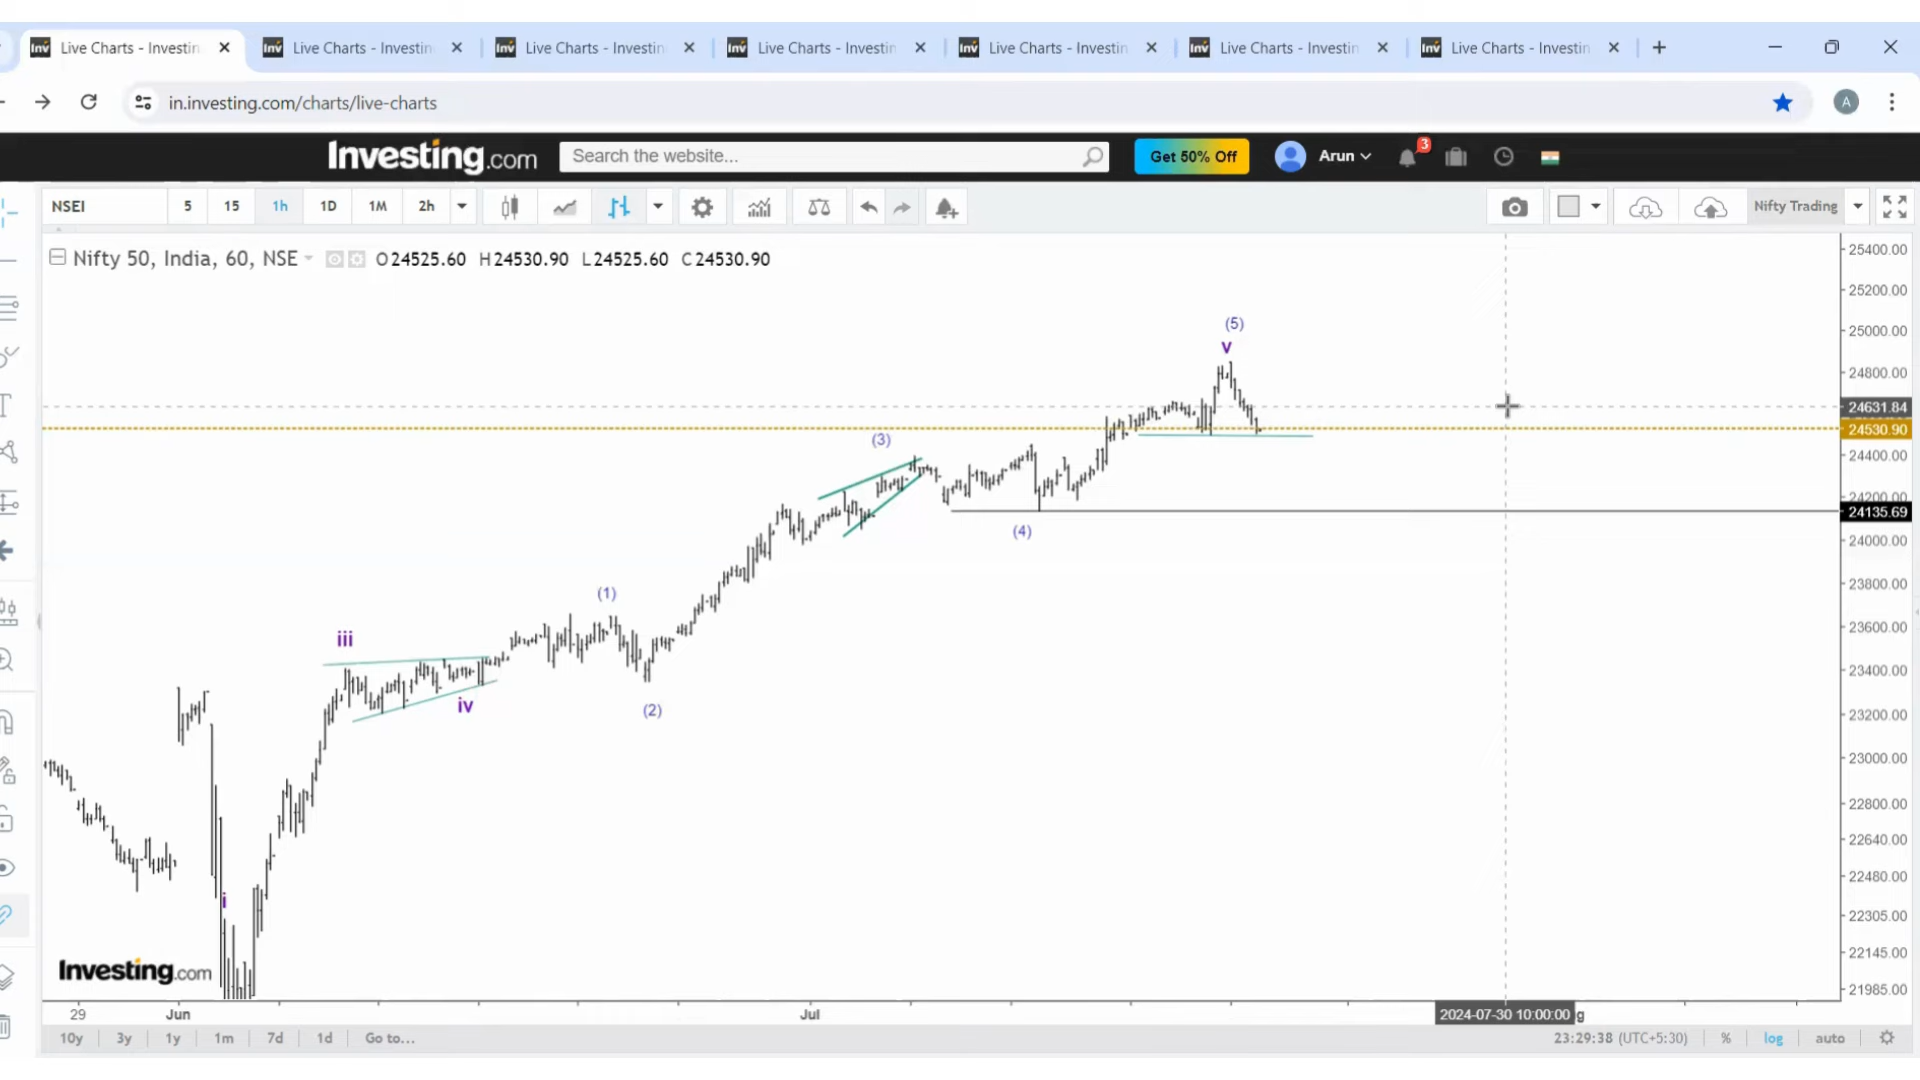 Live Charts - Investin
Live Charts - Investin
Live Charts - Investin
Live Charts - Investin
Live Charts - Investin
Live Charts - Investin
Live Charts - Investin
in.investing.com/charts/live-charts
A
Investing.com
Search the website...
Get 50% Off
Arun
3
NSEI
5
15
1h
1D
1M
2h
Nifty Trading
Nifty 50, India, 60, NSE
O24525.60 H24530.90 L24525.60 C24530.90
25400.00
25200.00
25000.00
24800.00
24631.84
24530.90
24400.00
24200.00
24135.69
24000.00
23800.00
23600.00
23400.00
23200.00
23000.00
22800.00
22640.00
22480.00
22305.00
22145.00
21985.00
(5)
v
(3)
(4)
(1)
iii
iv
(2)
i
Investing.com
29
Jun
Jul
2024-07-30 10:00:00
g
10y
3y
1y
1m
7d
1d
Go to...
23:29:38 (UTC+5:30)
%
log
auto